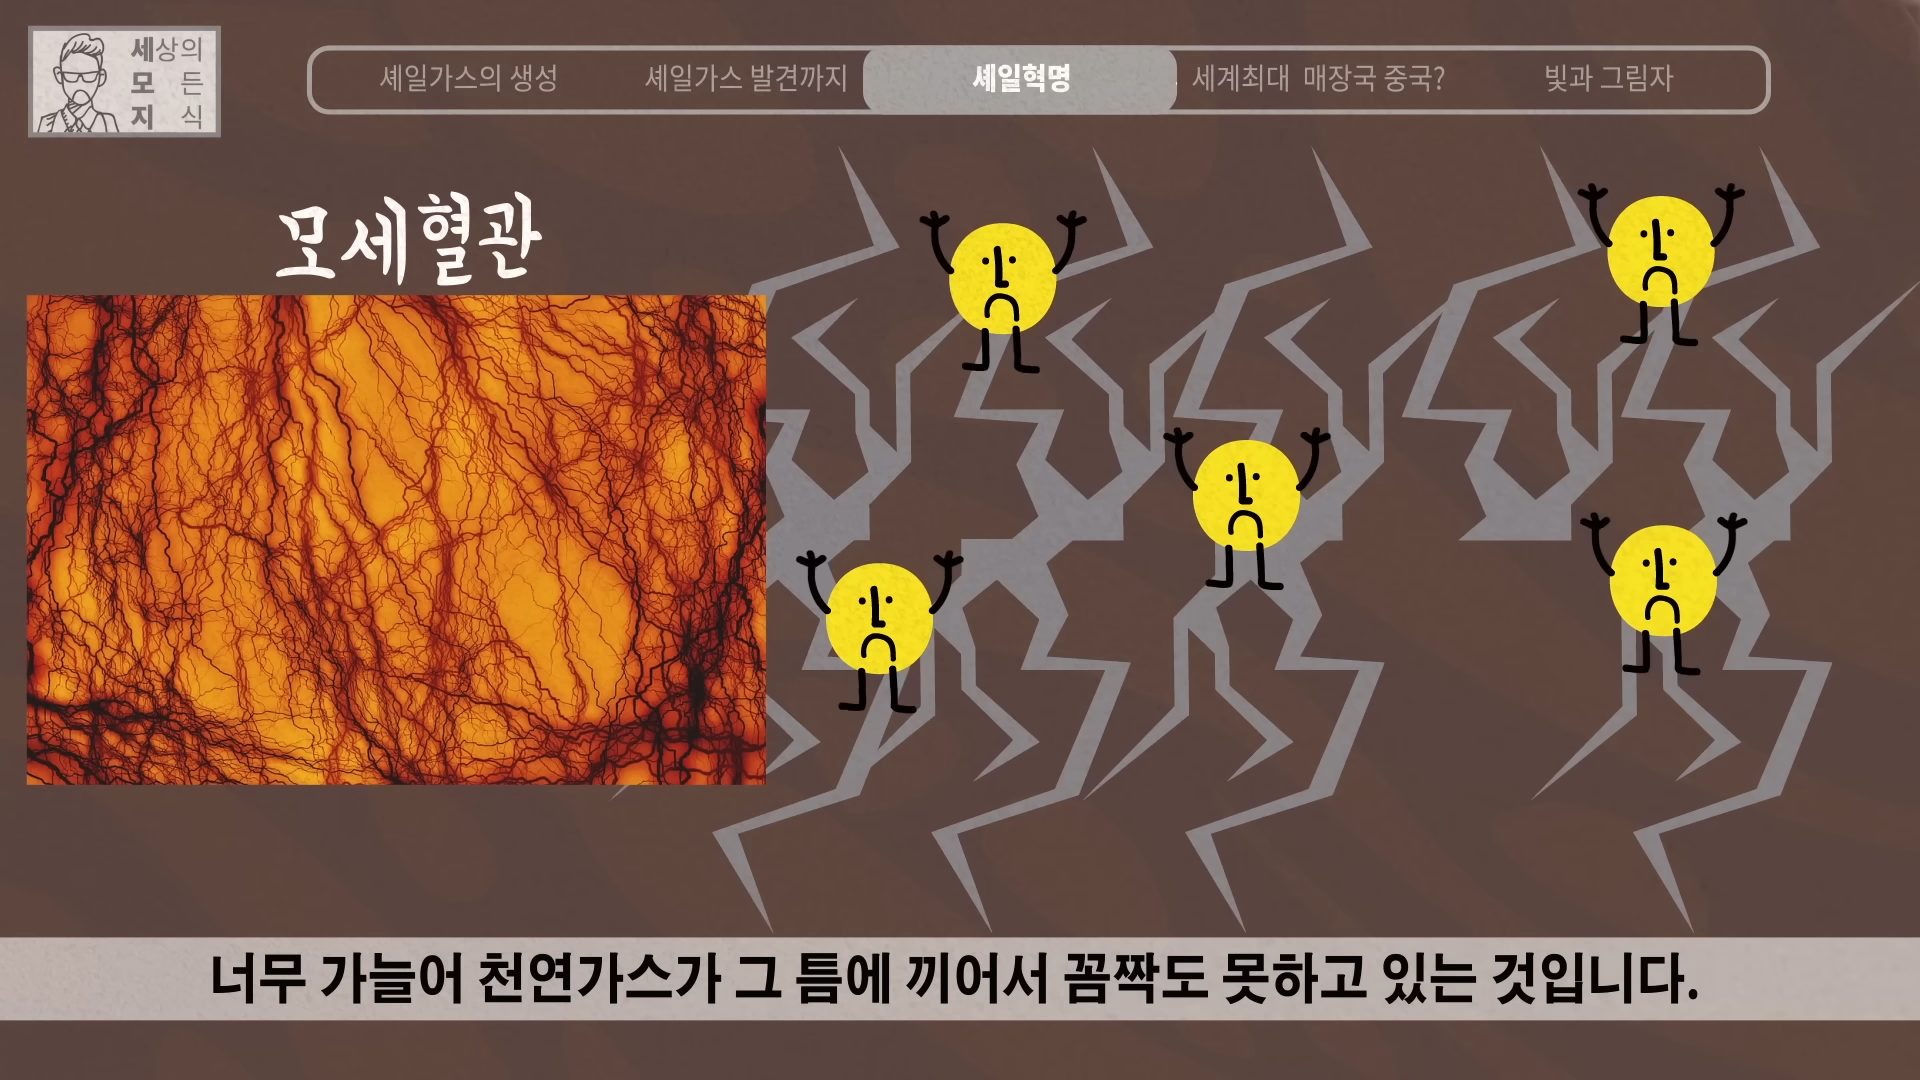 세상의
모 든
지 식
셰일가스의 생성
셰일가스 발견까지
셰일혁명
세계최대 매장국 중국?
빛과 그림자
모세혈관
너무 가늘어 천연가스가 그 틈에 끼어서 꼼짝도 못하고 있는 것입니다.